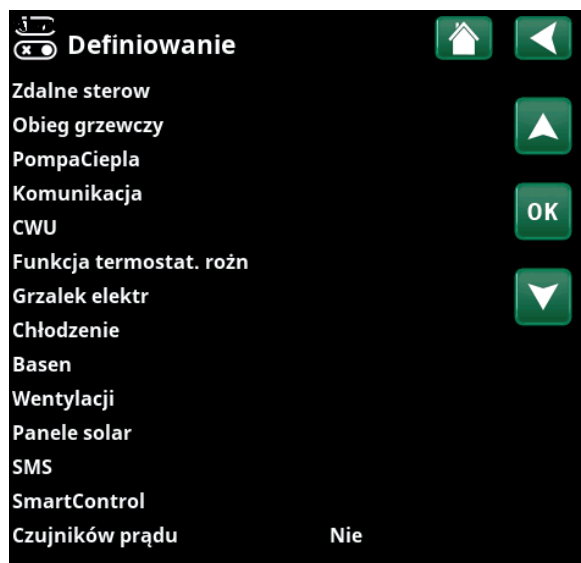 Definiowanie
Zdalne sterow
Obieg grzewczy
PompaCiepla
Komunikacja
CWU
OK
Funkcja termostat. rożn
Grzalek elektr
Chłodzenie
Basen
Wentylacji
Panele solar
SMS
SmartControl
Czujników prądu Nie